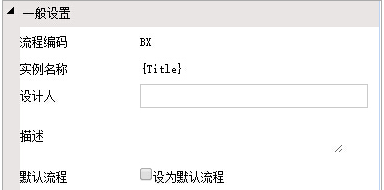 一般设置
流程编码 BX
实例名称 {Title}
设计人
描述
默认流程 设为默认流程